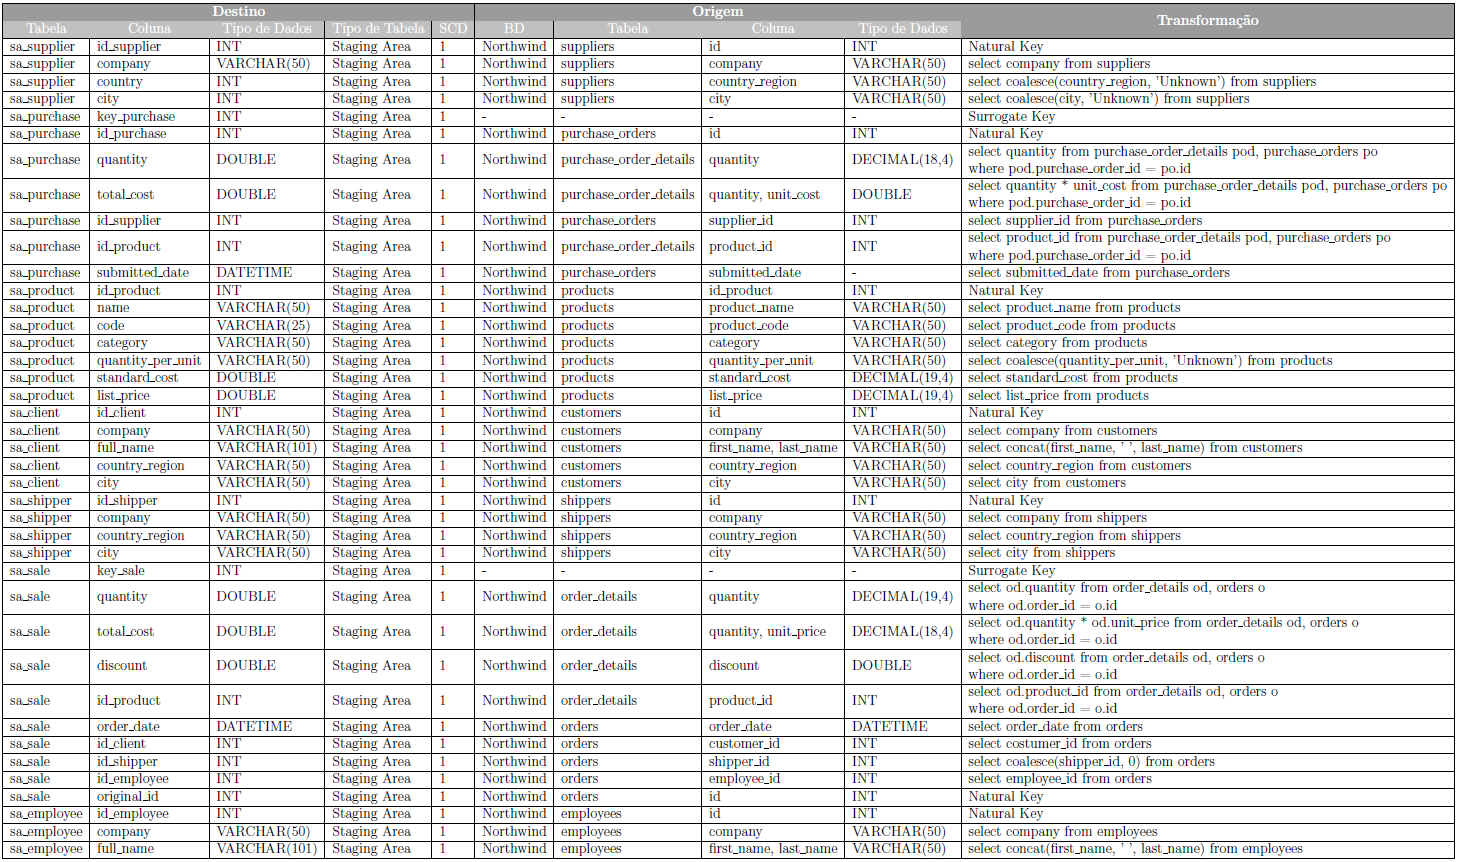 Destino Origem Transformação
Tabela Coluna Tipo de Dados Tipo de Tabela SCD BD Tabela Coluna Tipo de Dados
sa_supplier id_supplier INT Staging Area 1 Northwind suppliers id INT Natural Key
sa_supplier company VARCHAR(50) Staging Area 1 Northwind suppliers company VARCHAR(50) select company from suppliers
sa_supplier country INT Staging Area 1 Northwind suppliers country_region VARCHAR(50) select coalesce(country_region, 'Unknown') from suppliers
sa_supplier city INT Staging Area 1 Northwind suppliers city VARCHAR(50) select coalesce(city, 'Unknown') from suppliers
sa_purchase key_purchase INT Staging Area 1 - - - - Surrogate Key
sa_purchase id_purchase INT Staging Area 1 Northwind purchase_orders id INT Natural Key
sa_purchase quantity DOUBLE Staging Area 1 Northwind purchase_order_details quantity DECIMAL(18,4) select quantity from purchase_order_details pod, purchase_orders po
where pod.purchase_order_id = po.id
sa_purchase total_cost DOUBLE Staging Area 1 Northwind purchase_order_details quantity, unit_cost DOUBLE select quantity * unit_cost from purchase_order_details pod, purchase_orders po
where pod.purchase_order_id = po.id
sa_purchase id_supplier INT Staging Area 1 Northwind purchase_orders supplier_id INT select supplier_id from purchase_orders
sa_purchase id_product INT Staging Area 1 Northwind purchase_order_details product_id INT select product_id from purchase_order_details pod, purchase_orders po
where pod.purchase_order_id = po.id
sa_purchase submitted_date DATETIME Staging Area 1 Northwind purchase_orders submitted_date - select submitted_date from purchase_orders
sa_product id_product INT Staging Area 1 Northwind products id_product INT Natural Key
sa_product name VARCHAR(50) Staging Area 1 Northwind products product_name VARCHAR(50) select product_name from products
sa_product code VARCHAR(25) Staging Area 1 Northwind products product_code VARCHAR(50) select product_code from products
sa_product category VARCHAR(50) Staging Area 1 Northwind products category VARCHAR(50) select category from products
sa_product quantity_per_unit VARCHAR(50) Staging Area 1 Northwind products quantity_per_unit VARCHAR(50) select coalesce(quantity_per_unit, 'Unknown') from products
sa_product standard_cost DOUBLE Staging Area 1 Northwind products standard_cost DECIMAL(19,4) select standard_cost from products
sa_product list_price DOUBLE Staging Area 1 Northwind products list_price DECIMAL(19,4) select list_price from products
sa_client id_client INT Staging Area 1 Northwind customers id INT Natural Key
sa_client company VARCHAR(50) Staging Area 1 Northwind customers company VARCHAR(50) select company from customers
sa_client full_name VARCHAR(101) Staging Area 1 Northwind customers first_name, last_name VARCHAR(50) select concat(first_name, ' ', last_name) from customers
sa_client country_region VARCHAR(50) Staging Area 1 Northwind customers country_region VARCHAR(50) select country_region from customers
sa_client city VARCHAR(50) Staging Area 1 Northwind customers city VARCHAR(50) select city from customers
sa_shipper id_shipper INT Staging Area 1 Northwind shippers id INT Natural Key
sa_shipper company VARCHAR(50) Staging Area 1 Northwind shippers company VARCHAR(50) select company from shippers
sa_shipper country_region VARCHAR(50) Staging Area 1 Northwind shippers country_region VARCHAR(50) select country_region from shippers
sa_shipper city VARCHAR(50) Staging Area 1 Northwind shippers city VARCHAR(50) select city from shippers
sa_sale key_sale INT Staging Area 1 - - - - Surrogate Key
sa_sale quantity DOUBLE Staging Area 1 Northwind order_details quantity DECIMAL(19,4) select od.quantity from order_details od, orders o
where od.order_id = o.id
sa_sale total_cost DOUBLE Staging Area 1 Northwind order_details quantity, unit_price DECIMAL(18,4) select od.quantity * od.unit_price from order_details od, orders o
where od.order_id = o.id
sa_sale discount DOUBLE Staging Area 1 Northwind order_details discount DOUBLE select od.discount from order_details od, orders o
where od.order_id = o.id
sa_sale id_product INT Staging Area 1 Northwind order_details product_id INT select od.product_id from order_details od, orders o
where od.order_id = o.id
sa_sale order_date DATETIME Staging Area 1 Northwind orders order_date DATETIME select order_date from orders
sa_sale id_client INT Staging Area 1 Northwind orders customer_id INT select costumer_id from orders
sa_sale id_shipper INT Staging Area 1 Northwind orders shipper_id INT select coalesce(shipper_id, 0) from orders
sa_sale id_employee INT Staging Area 1 Northwind orders employee_id INT select employee_id from orders
sa_sale original_id INT Staging Area 1 Northwind orders id INT Natural Key
sa_employee id_employee INT Staging Area 1 Northwind employees id INT Natural Key
sa_employee company VARCHAR(50) Staging Area 1 Northwind employees company VARCHAR(50) select company from employees
sa_employee full_name VARCHAR(101) Staging Area 1 Northwind employees first_name, last_name VARCHAR(50) select concat(first_name, ' ', last_name) from employees